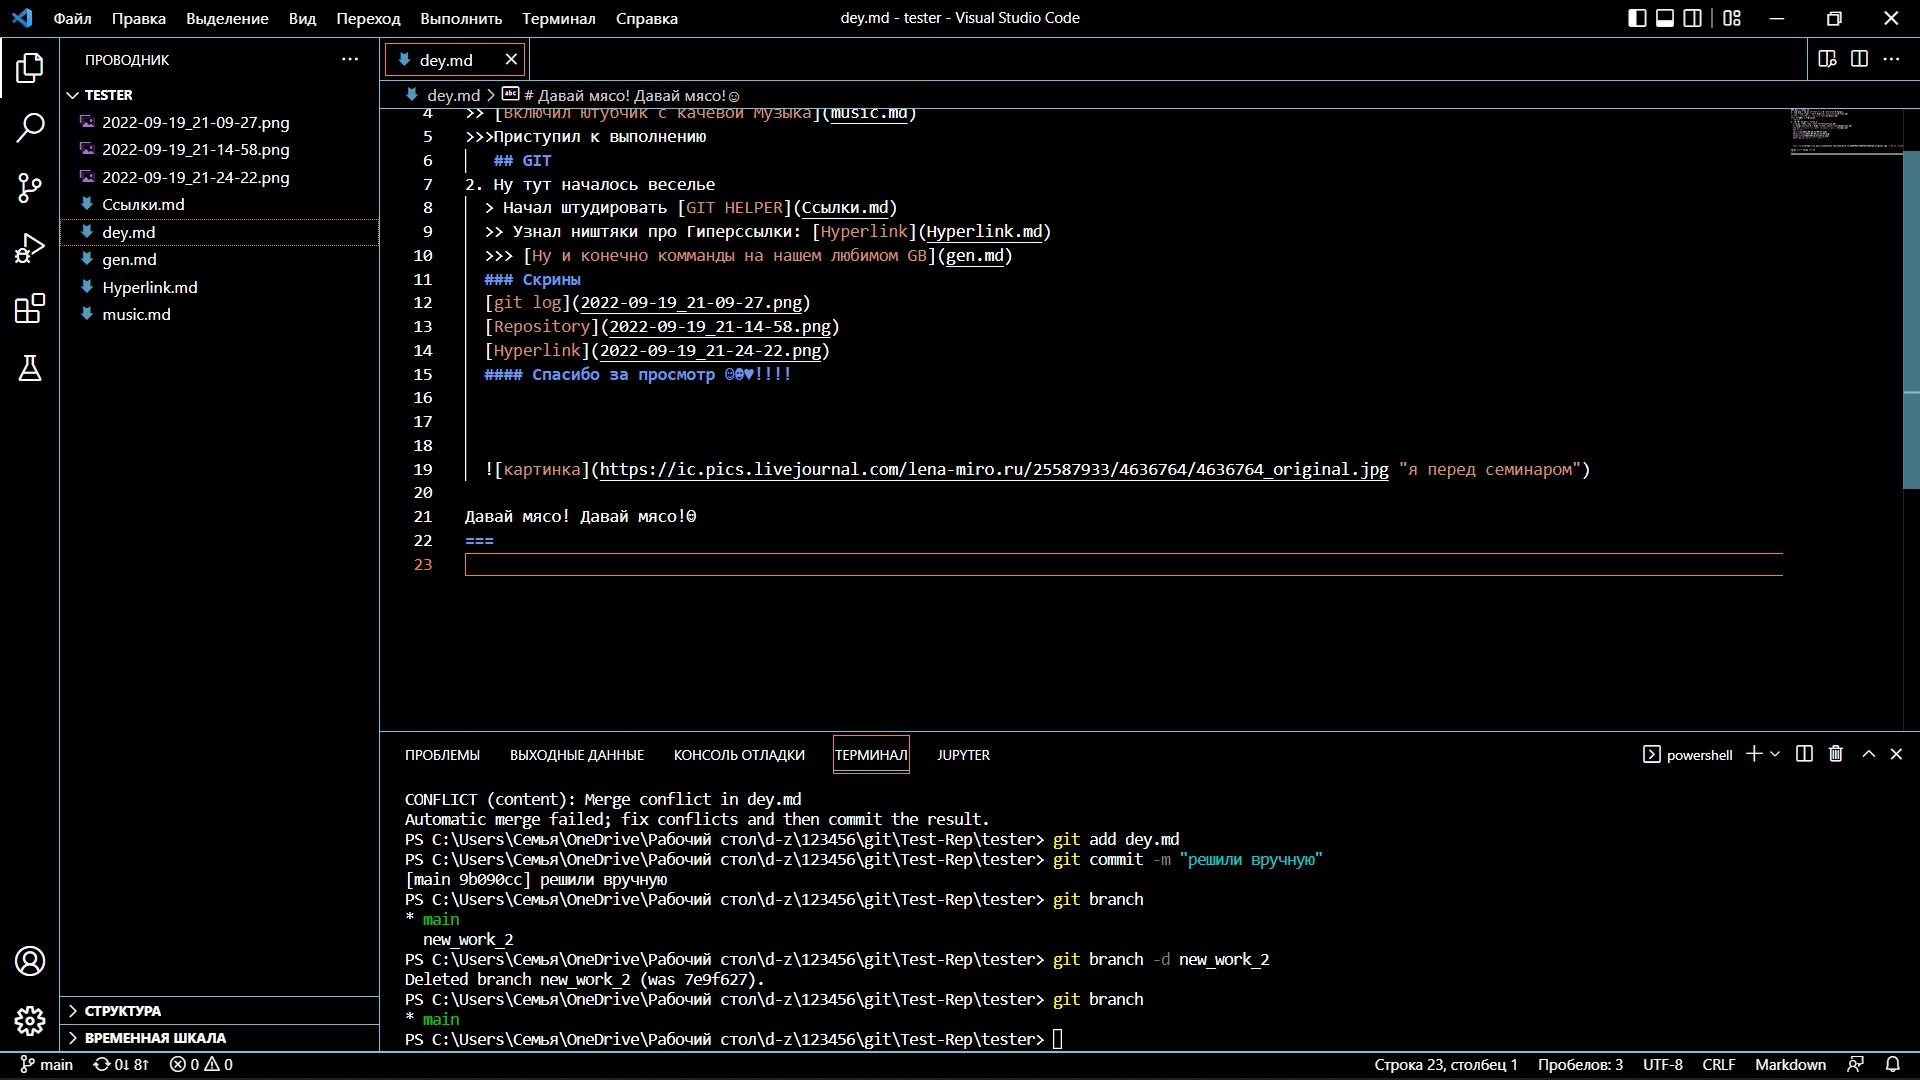 Файл Правка Выделение Вид Переход Выполнить Терминал Справка
dey.md - tester - Visual Studio Code
ПРОВОДНИК
TESTER
2022-09-19_21-09-27.png
2022-09-19_21-14-58.png
2022-09-19_21-24-22.png
Ссылки.md
dey.md
gen.md
Hyperlink.md
music.md
СТРУКТУРА
ВРЕМЕННАЯ ШКАЛА
dey.md
dey.md > # Давай мясо! Давай мясо!☺
4 >> [Включил ютубчик с качевой музыка](music.md)
5 >>>Приступил к выполнению
6 ## GIT
7 2. Ну тут началось веселье
8 > Начал штудировать [GIT HELPER](Ссылки.md)
9 >> Узнал ништяки про Гиперссылки: [Hyperlink](Hyperlink.md)
10 >>> [Ну и конечно комманды на нашем любимом GB](gen.md)
11 ### Скрины
12 [git log](2022-09-19_21-09-27.png)
13 [Repository](2022-09-19_21-14-58.png)
14 [Hyperlink](2022-09-19_21-24-22.png)
15 #### Спасибо за просмотр ☺☻♥!!!!
16
17
18
19 ![картинка](https://ic.pics.livejournal.com/lena-miro.ru/25587933/4636764/4636764_original.jpg "я перед семинаром")
20
21 Давай мясо! Давай мясо!☺
22 ===
23
ПРОБЛЕМЫ ВЫХОДНЫЕ ДАННЫЕ КОНСОЛЬ ОТЛАДКИ ТЕРМИНАЛ JUPYTER
powershell
CONFLICT (content): Merge conflict in dey.md
Automatic merge failed; fix conflicts and then commit the result.
PS C:\Users\Семья\OneDrive\Рабочий стол\d-z\123456\git\Test-Rep\tester> git add dey.md
PS C:\Users\Семья\OneDrive\Рабочий стол\d-z\123456\git\Test-Rep\tester> git commit -m "решили вручную"
[main 9b090cc] решили вручную
PS C:\Users\Семья\OneDrive\Рабочий стол\d-z\123456\git\Test-Rep\tester> git branch
* main
new_work_2
PS C:\Users\Семья\OneDrive\Рабочий стол\d-z\123456\git\Test-Rep\tester> git branch -d new_work_2
Deleted branch new_work_2 (was 7e9f627).
PS C:\Users\Семья\OneDrive\Рабочий стол\d-z\123456\git\Test-Rep\tester> git branch
* main
PS C:\Users\Семья\OneDrive\Рабочий стол\d-z\123456\git\Test-Rep\tester>
main 0↓ 8↑ 0 0
Строка 23, столбец 1 Пробелов: 3 UTF-8 CRLF Markdown